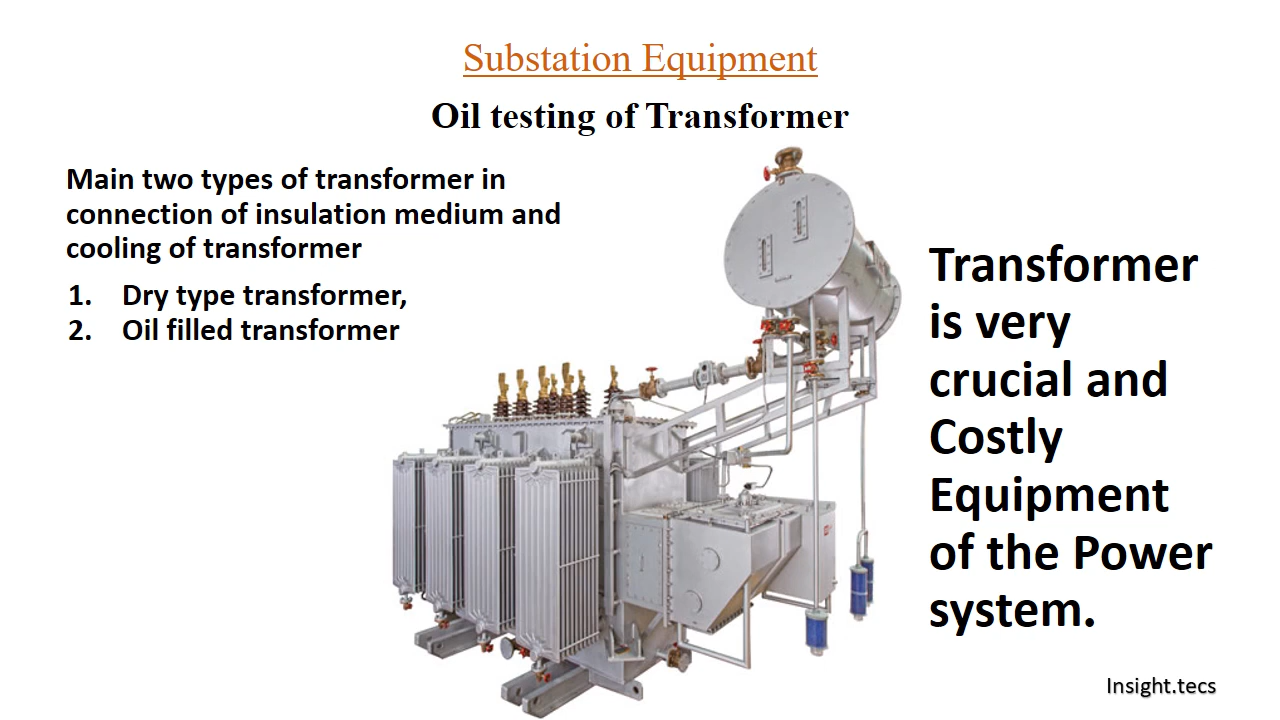 Substation Equipment
Oil testing of Transformer
Main two types of transformer in
connection of insulation medium and
cooling of transformer
1. Dry type transformer,
2. Oil filled transformer
Transformer
is very
crucial and
Costly
Equipment
of the Power
system.
Insight.tecs